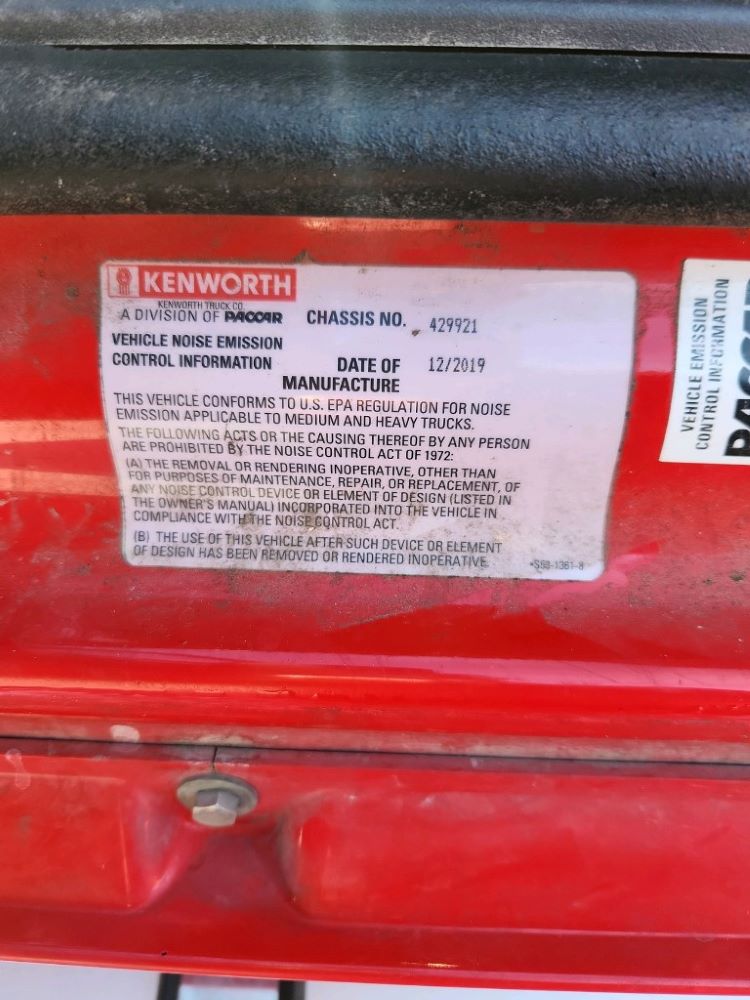 KENWORTH
KENWORTH TRUCK CO.
A DIVISION OF PACCAR
CHASSIS NO. 429921
VEHICLE NOISE EMISSION
CONTROL INFORMATION
DATE OF 12/2019
MANUFACTURE
THIS VEHICLE CONFORMS TO U.S. EPA REGULATION FOR NOISE
EMISSION APPLICABLE TO MEDIUM AND HEAVY TRUCKS.
THE FOLLOWING ACTS OR THE CAUSING THEREOF BY ANY PERSON
ARE PROHIBITED BY THE NOISE CONTROL ACT OF 1972:
(A) THE REMOVAL OR RENDERING INOPERATIVE, OTHER THAN
FOR PURPOSES OF MAINTENANCE, REPAIR, OR REPLACEMENT, OF
ANY NOISE CONTROL DEVICE OR ELEMENT OF DESIGN (LISTED IN
THE OWNER'S MANUAL) INCORPORATED INTO THE VEHICLE IN
COMPLIANCE WITH THE NOISE CONTROL ACT.
(B) THE USE OF THIS VEHICLE AFTER SUCH DEVICE OR ELEMENT
OF DESIGN HAS BEEN REMOVED OR RENDERED INOPERATIVE.
VEHICLE EMISSION
CONTROL INFORMATION